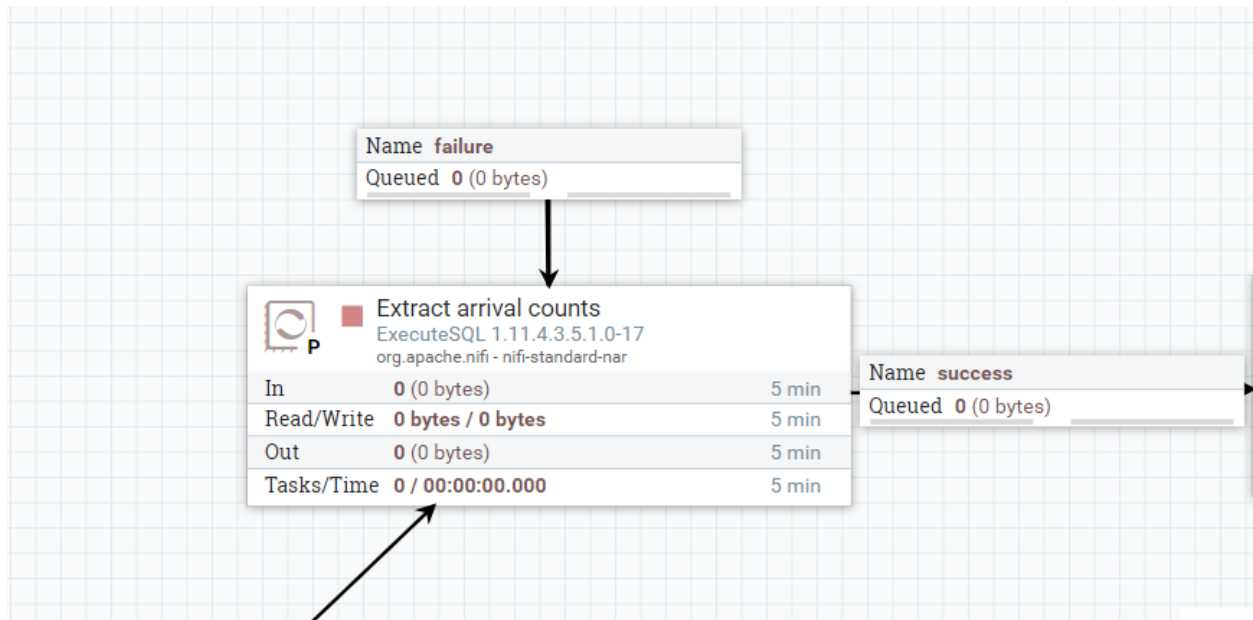 Name failure
Queued 0 (0 bytes)
Extract arrival counts
ExecuteSQL 1.11.4.3.5.1.0-17
org.apache.nifi - nifi-standard-nar
P
In 0 (0 bytes) 5 min
Read/Write 0 bytes / 0 bytes 5 min
Out 0 (0 bytes) 5 min
Tasks/Time 0 / 00:00:00.000 5 min
Name success
Queued 0 (0 bytes)